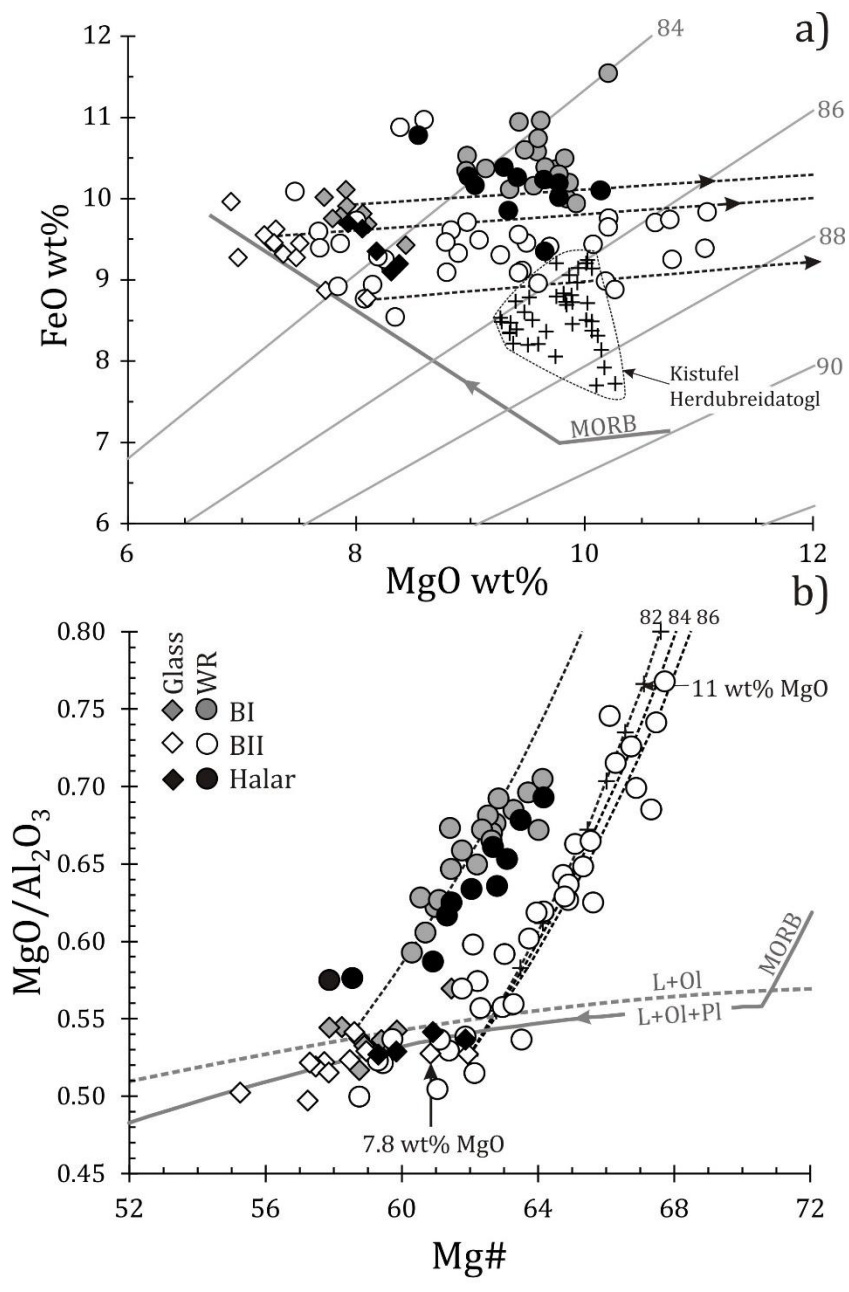 a)
12
11
10
9
8
7
6
FeO wt%
84
86
88
90
Kistufel
Herdubreidatogl
MORB
6
8
10
12
MgO wt%
b)
82 84 86
0.80
0.75
0.70
0.65
0.60
0.55
0.50
0.45
MgO/Al₂O₃
Glass
WR
BI
BII
Halar
11 wt% MgO
MORB
L+Ol
L+Ol+Pl
7.8 wt% MgO
52
56
60
64
68
72
Mg#